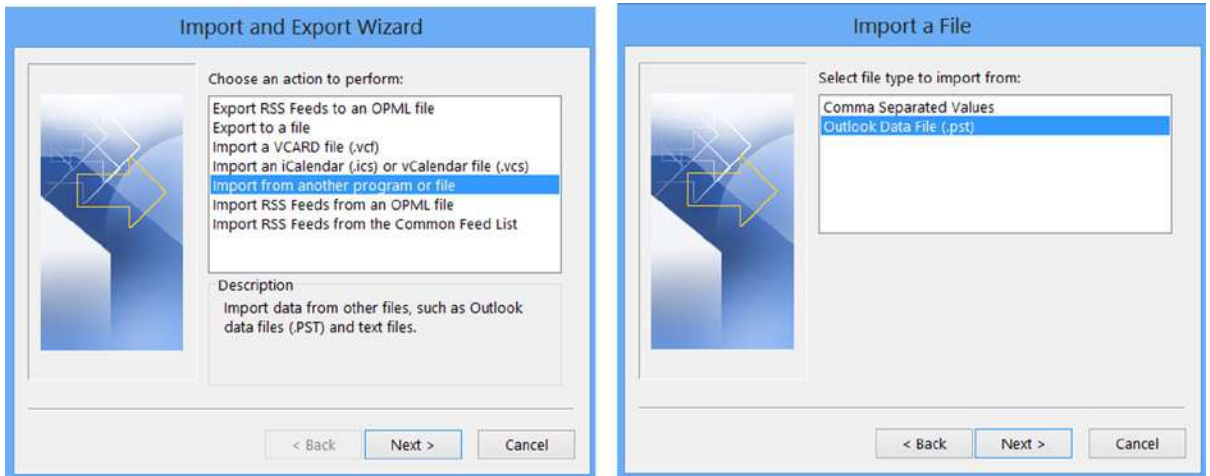 Import and Export Wizard
Choose an action to perform:
Export RSS Feeds to an OPML file
Export to a file
Import a VCARD file (.vcf)
Import an iCalendar (.ics) or vCalendar file (.vcs)
Import from another program or file
Import RSS Feeds from an OPML file
Import RSS Feeds from the Common Feed List
Description
Import data from other files, such as Outlook
data files (.PST) and text files.
< Back
Next >
Cancel
Import a File
Select file type to import from:
Comma Separated Values
Outlook Data File (.pst)
< Back
Next >
Cancel